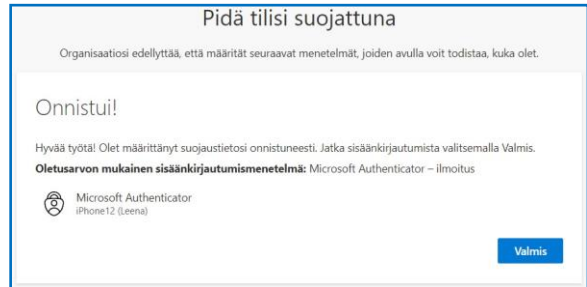 Pidä tilisi suojattuna
Organisaatiosi edellyttää, että määrität seuraavat menetelmät, joiden avulla voit todistaa, kuka olet.
Onnistui!
Hyvää työtä! Olet määrittänyt suojaustietosi onnistuneesti. Jatka sisäänkirjautumista valitsemalla Valmis.
Oletusarvon mukainen sisäänkirjautumismenetelmä: Microsoft Authenticator – ilmoitus
Microsoft Authenticator
iPhone12 (Leena)
Valmis